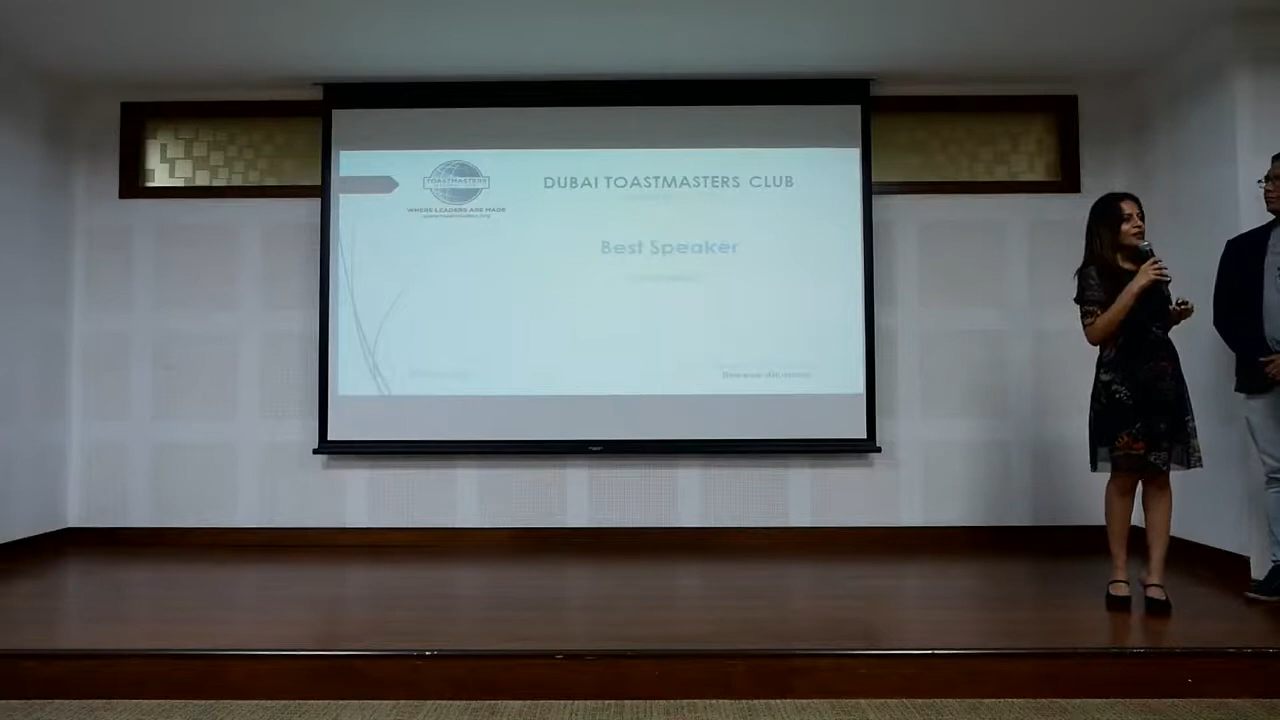 TOASTMASTERS
WHERE LEADERS ARE MADE
DUBAI TOASTMASTERS CLUB
Best Speaker